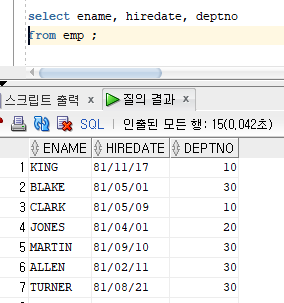 select ename, hiredate, deptno
from emp ;
스크립트 출력 x 질의 결과 x
SQL | 인출된 모든 행: 15(0,042초)
ENAME HIREDATE DEPTNO
1 KING 81/11/17 10
2 BLAKE 81/05/01 30
3 CLARK 81/05/09 10
4 JONES 81/04/01 20
5 MARTIN 81/09/10 30
6 ALLEN 81/02/11 30
7 TURNER 81/08/21 30